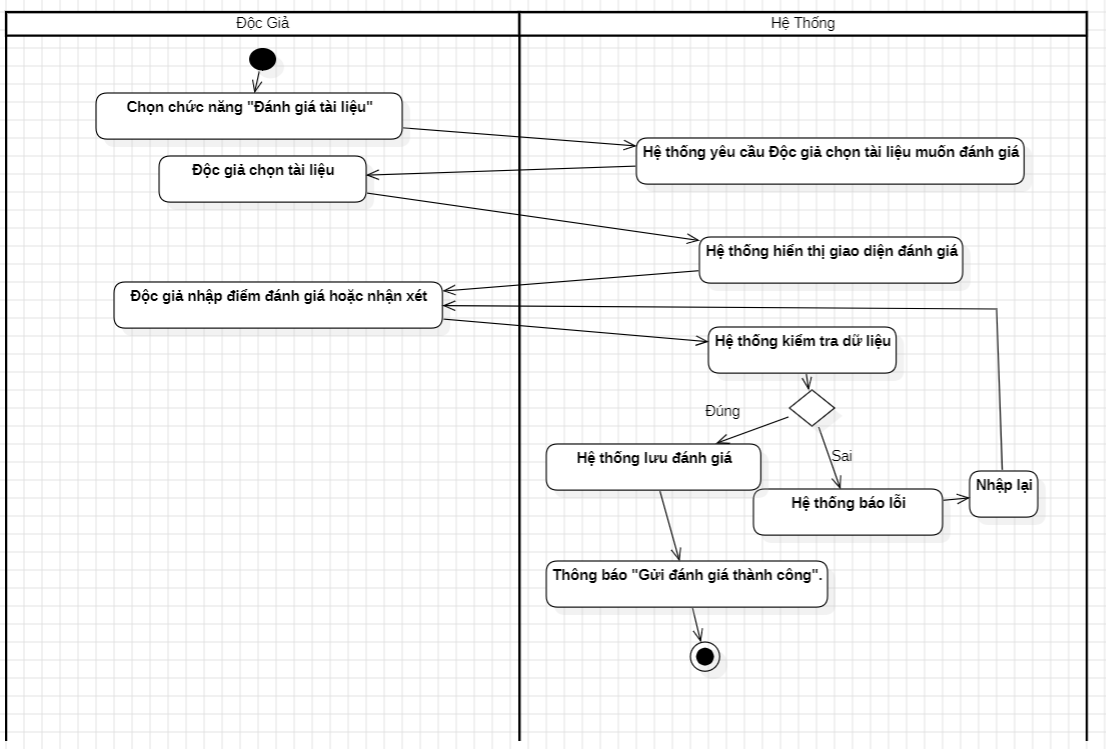 Độc Giả
Hệ Thống
Chọn chức năng "Đánh giá tài liệu"
Hệ thống yêu cầu Độc giả chọn tài liệu muốn đánh giá
Độc giả chọn tài liệu
Hệ thống hiển thị giao diện đánh giá
Độc giả nhập điểm đánh giá hoặc nhận xét
Hệ thống kiểm tra dữ liệu
Đúng
Sai
Hệ thống lưu đánh giá
Hệ thống báo lỗi
Nhập lại
Thông báo "Gửi đánh giá thành công".